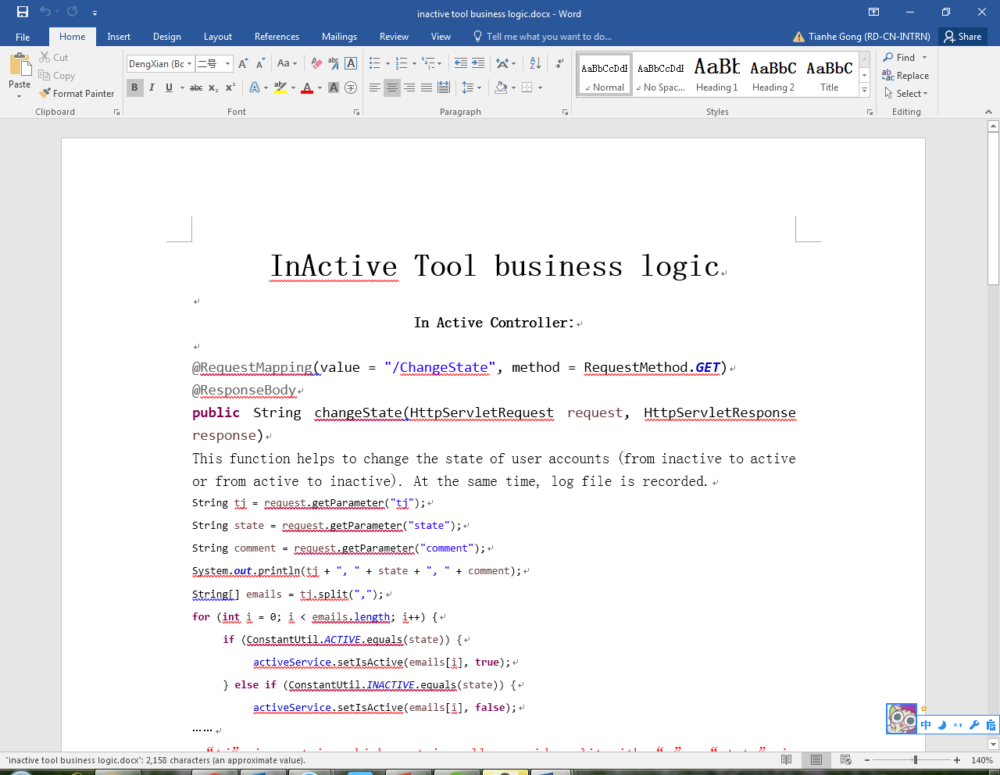 inactive tool business logic.docx - Word
File Home Insert Design Layout References Mailings Review View Tell me what you want to do... Tianhe Gong (RD-CN-INTRN) Share
Paste Cut
Copy
Format Painter
DengXian (Bc 二号 Aa
B I U abc x₂ x²
AaBbCcDdE AaBbCcDdE AaBb AaBbC AaBbC
Normal No Spac... Heading 1 Heading 2 Title
Find
Replace
Select
Clipboard Font Paragraph Styles Editing
InActive Tool business logic
In Active Controller:
@RequestMapping(value = "/ChangeState", method = RequestMethod.GET)
@ResponseBody
public String changeState(HttpServletRequest request, HttpServletResponse
response)
This function helps to change the state of user accounts (from inactive to active
or from active to inactive). At the same time, log file is recorded.
String tj = request.getParameter("tj");
String state = request.getParameter("state");
String comment = request.getParameter("comment");
System.out.println(tj + ", " + state + ", " + comment);
String[] emails = tj.split(",");
for (int i = 0; i < emails.length; i++) {
if (ConstantUtil.ACTIVE.equals(state)) {
activeService.setIsActive(emails[i], true);
} else if (ConstantUtil.INACTIVE.equals(state)) {
activeService.setIsActive(emails[i], false);
……
中
"inactive tool business logic.docx": 2,158 characters (an approximate value).
140%